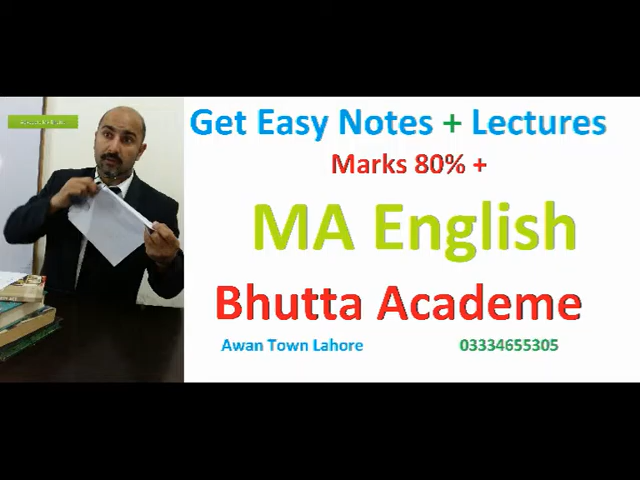 Get Easy Notes + Lectures
Marks 80% +
MA English
Bhutta Academe
Awan Town Lahore 03334655305